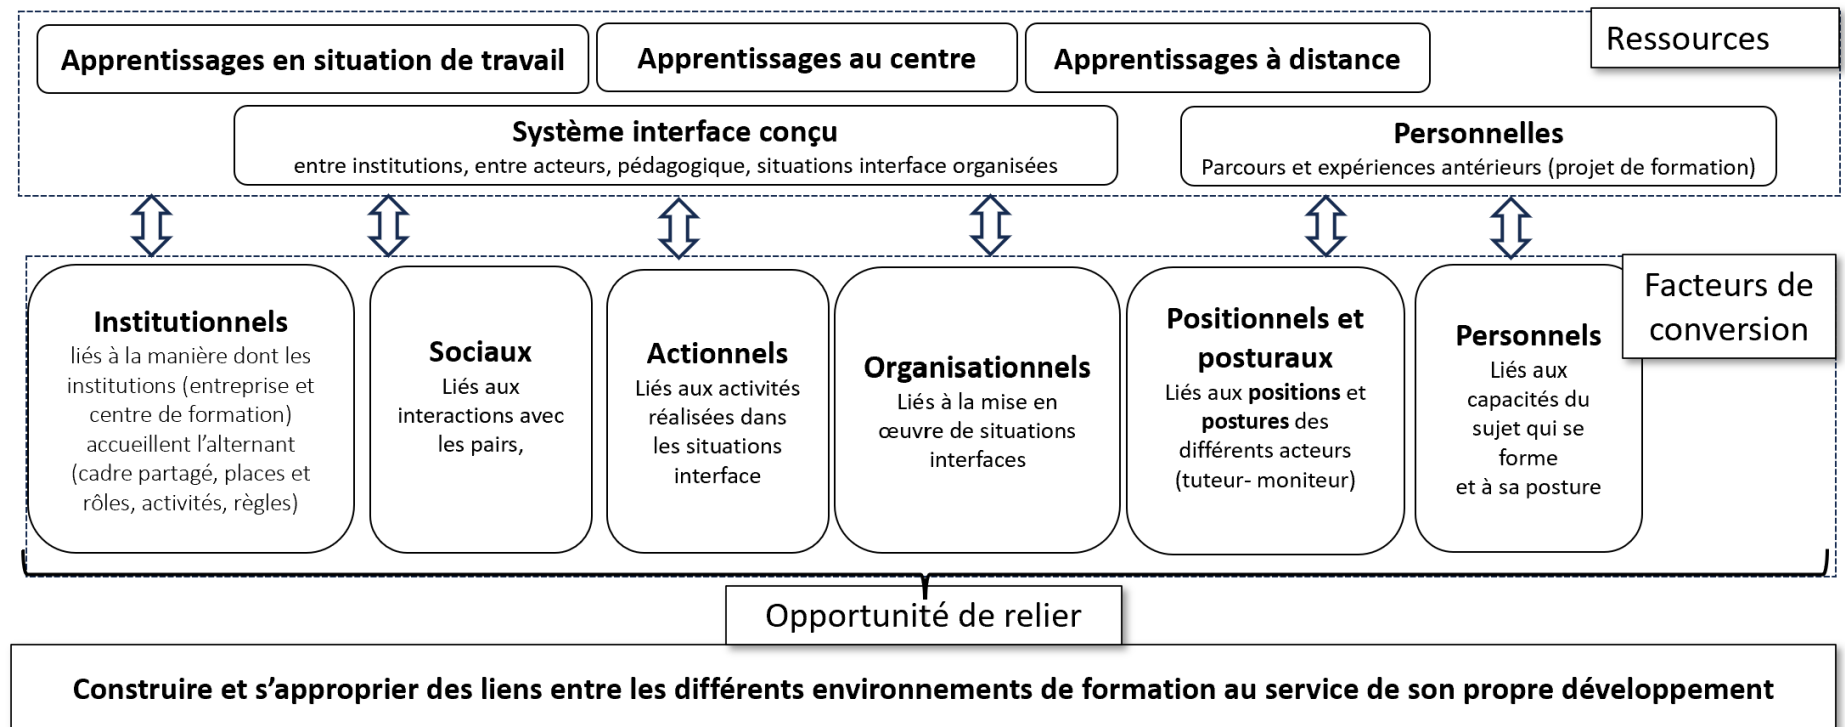 Ressources
Apprentissages en situation de travail
Apprentissages au centre
Apprentissages à distance
Système interface conçu
entre institutions, entre acteurs, pédagogique, situations interface organisées
Personnelles
Parcours et expériences antérieurs (projet de formation)
Facteurs de
conversion
Institutionnels
liés à la manière dont les
institutions (entreprise et
centre de formation)
accueillent l’alternant
(cadre partagé, places et
rôles, activités, règles)
Sociaux
Liés aux
interactions avec
les pairs,
Actionnels
Liés aux activités
réalisées dans
les situations
interface
Organisationnels
Liés à la mise en
œuvre de situations
interfaces
Positionnels et
posturaux
Liés aux positions et
postures des
différents acteurs
(tuteur- moniteur)
Personnels
Liés aux
capacités du
sujet qui se
forme
et à sa posture
Opportunité de relier
Construire et s’approprier des liens entre les différents environnements de formation au service de son propre développement